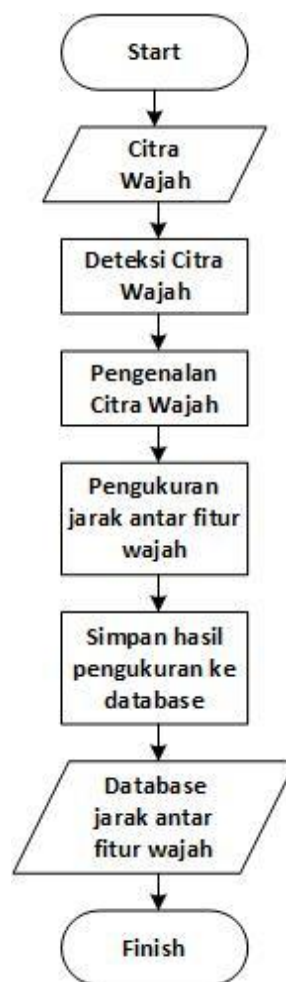 Start
Citra
Wajah
Deteksi Citra
Wajah
Pengenalan
Citra Wajah
Pengukuran
jarak antar fitur
wajah
Simpan hasil
pengukuran ke
database
Database
jarak antar
fitur wajah
Finish